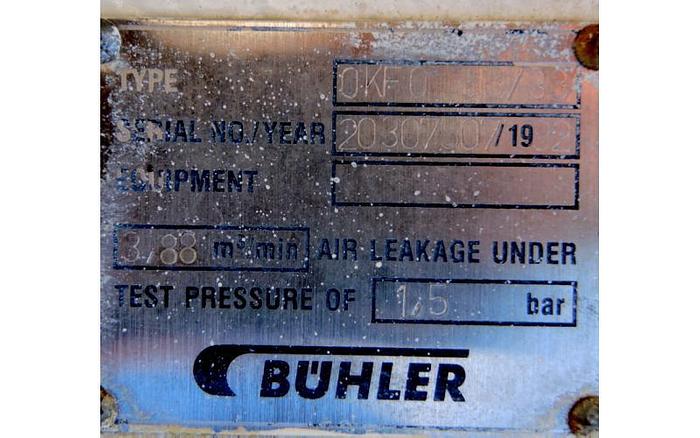 TYPE
SERIAL NO./YEAR /19
EQUIPMENT
3,88 m³/min AIR LEAKAGE UNDER
TEST PRESSURE OF 1,5 bar
BÜHLER